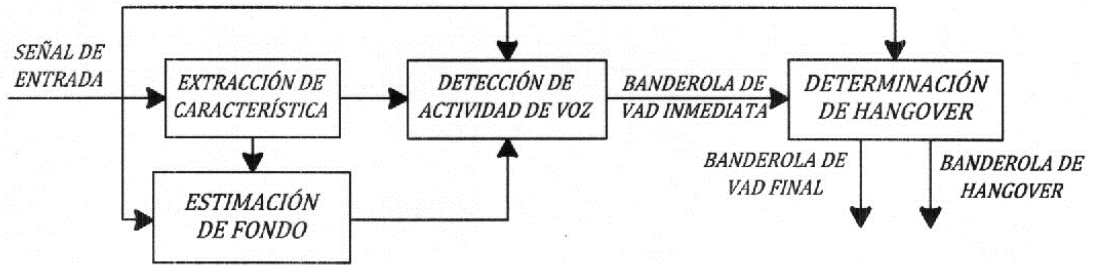 SEÑAL DE
ENTRADA
EXTRACCIÓN DE
CARACTERÍSTICA
DETECCIÓN DE
ACTIVIDAD DE VOZ
BANDEROLA DE
VAD INMEDIATA
DETERMINACIÓN
DE HANGOVER
ESTIMACIÓN
DE FONDO
BANDEROLA DE
VAD FINAL
BANDEROLA DE
HANGOVER